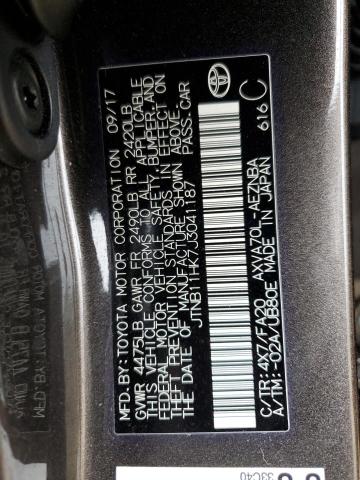 MFD.BY:TOYOTA MOTOR CORPORATION 09/17
GVWR 4475LB GAWR FR 2490LB RR 2420LB
THIS VEHICLE CONFORMS TO ALL APPLICABLE
FEDERAL MOTOR VEHICLE SAFETY, BUMPER,AND
THEFT PREVENTION STANDARDS IN EFFECT ON
THE DATE OF MANUFACTURE SHOWN ABOVE.
JTNB11HK7J3041187 PASS.CAR
C/TR:4X7/FA20 AXVA70L-AEZNBA
A/TM:-02A/UB80E MADE IN JAPAN 616 C
33C40